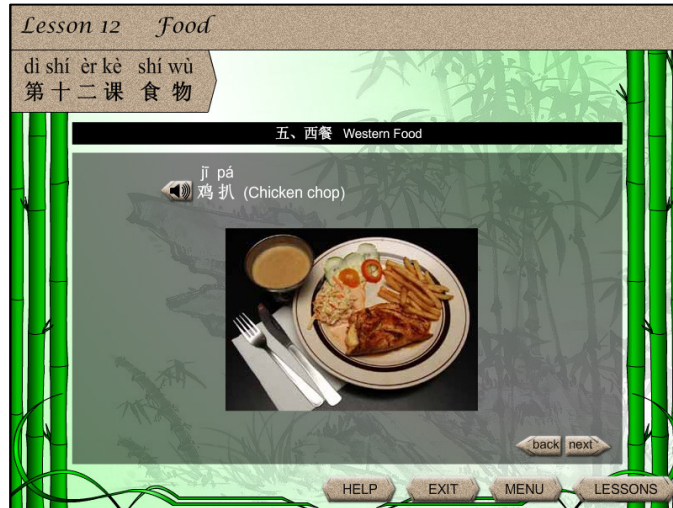 Lesson 12 Food
dì shí èr kè shí wù
第十二课 食物
五、西餐 Western Food
jī pá
鸡扒 (Chicken chop)
back next
HELP EXIT MENU LESSONS